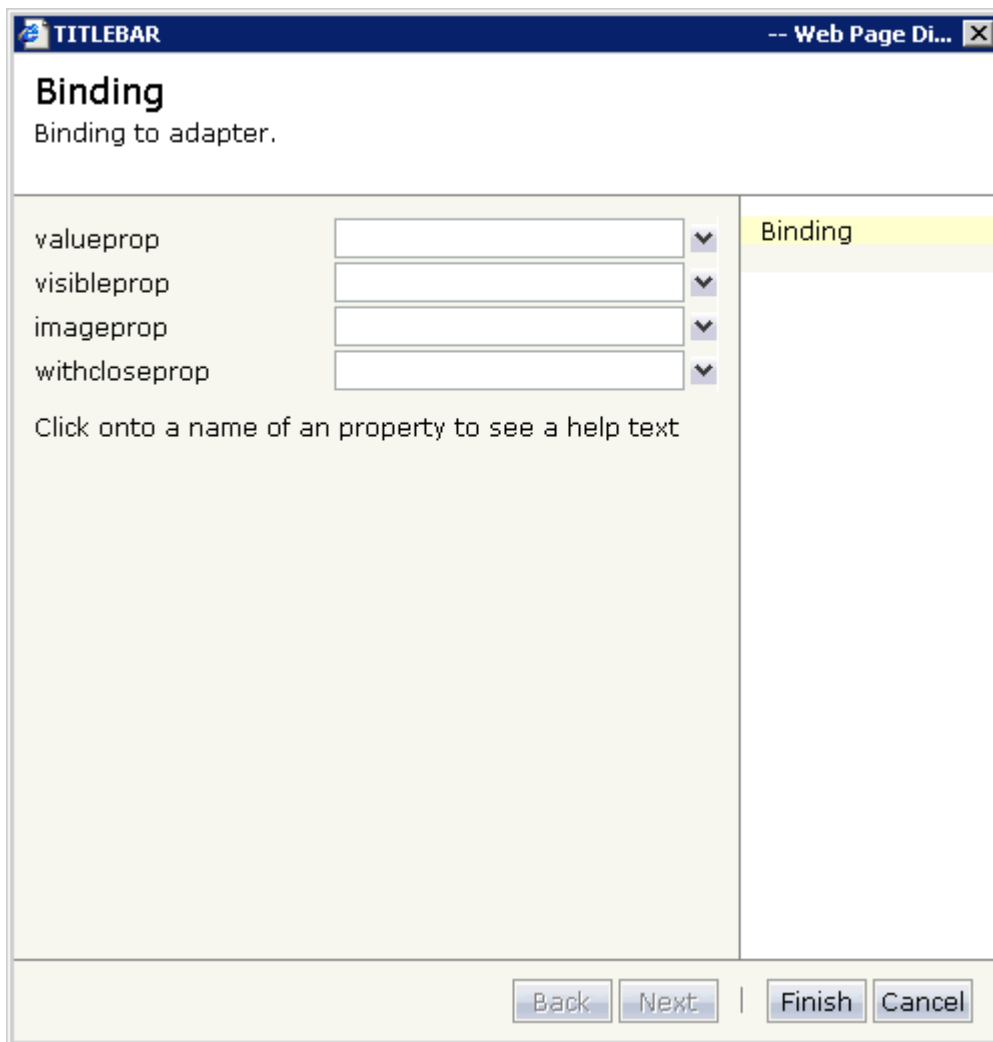 TITLEBAR -- Web Page Di...
Binding
Binding to adapter.
valueprop
Binding
visibleprop
imageprop
withcloseprop
Click onto a name of an property to see a help text
Back Next | Finish Cancel